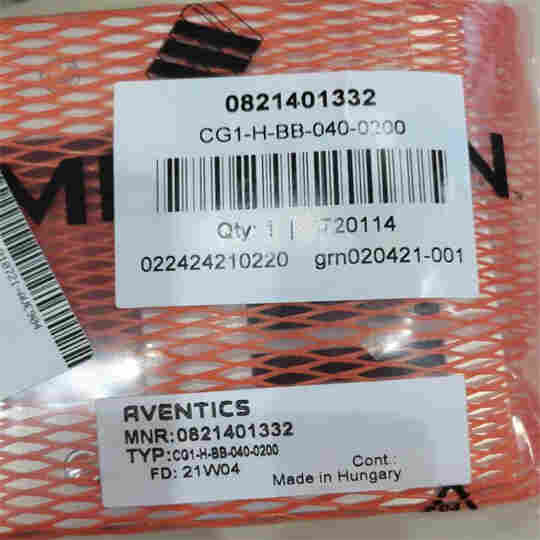 0821401332
CG1-H-BB-040-0200
Qty: 1 | 720114
022424210220 grn020421-001
AVENTICS
MNR:0821401332
TYP:CG1-H-BB-040-0200
FD: 21W04
Cont.:
Made in Hungary